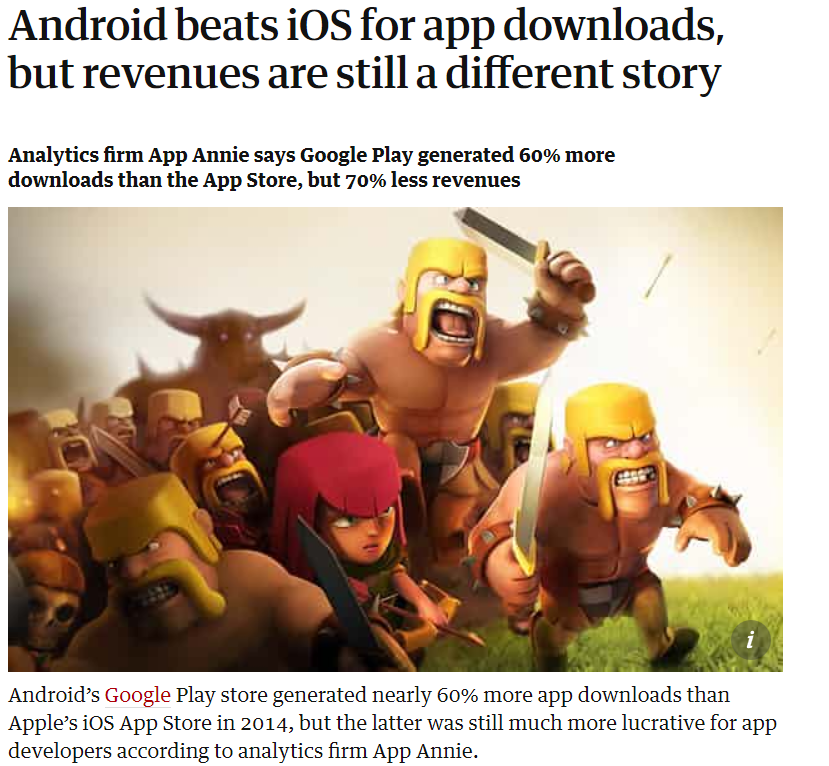 Android beats iOS for app downloads,
but revenues are still a different story
Analytics firm App Annie says Google Play generated 60% more
downloads than the App Store, but 70% less revenues
i
Android’s Google Play store generated nearly 60% more app downloads than
Apple’s iOS App Store in 2014, but the latter was still much more lucrative for app
developers according to analytics firm App Annie.